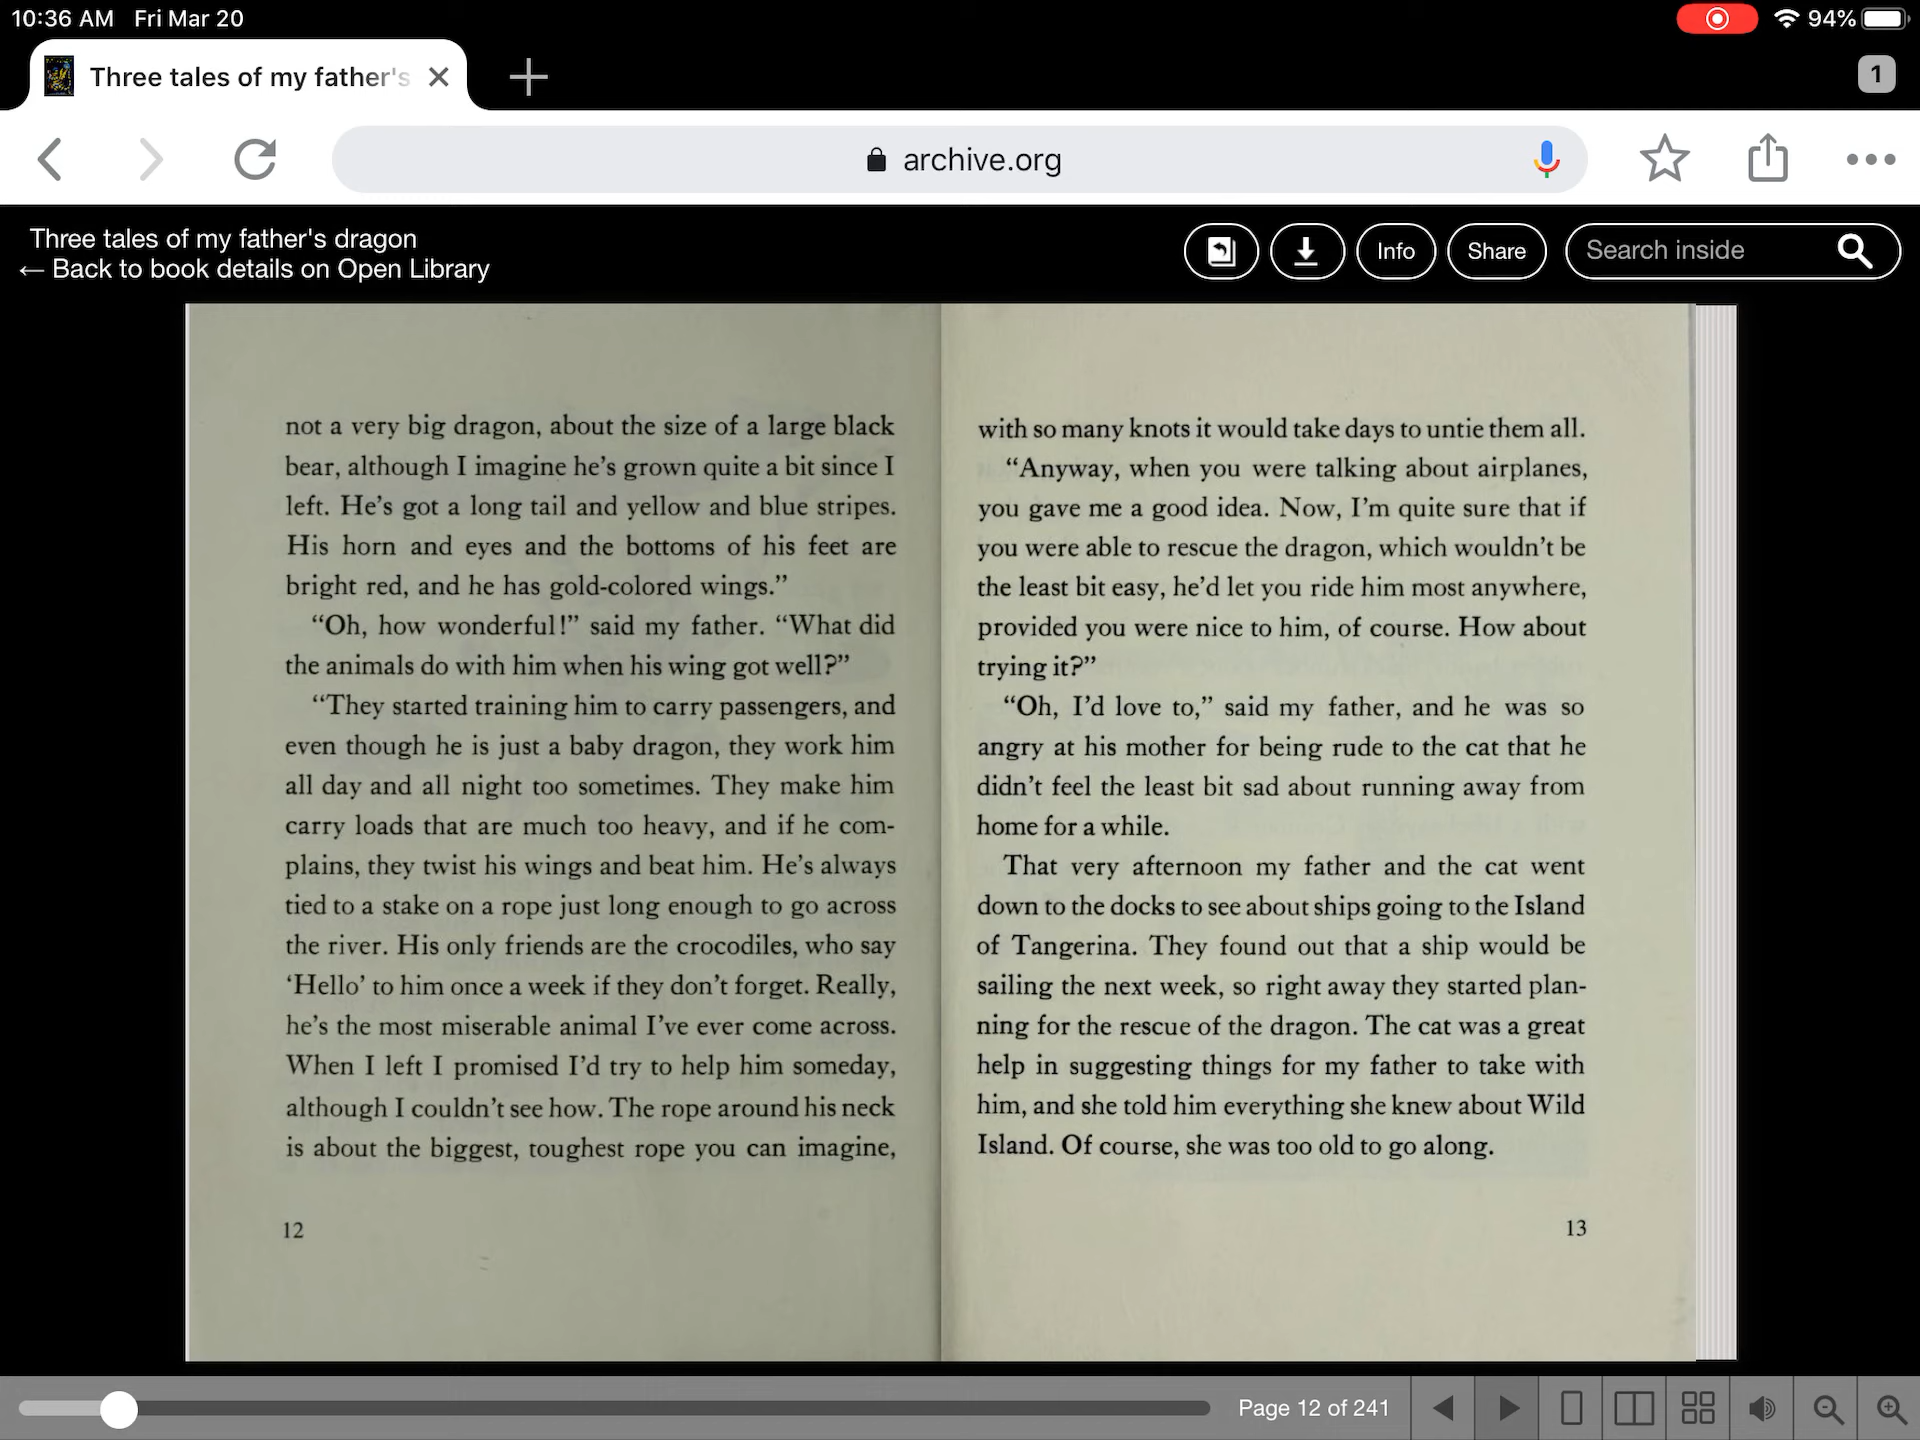 10:36 AM Fri Mar 20
94%
Three tales of my father's
1
archive.org
Three tales of my father's dragon
← Back to book details on Open Library
Info
Share
Search inside
not a very big dragon, about the size of a large black
bear, although I imagine he's grown quite a bit since I
left. He's got a long tail and yellow and blue stripes.
His horn and eyes and the bottoms of his feet are
bright red, and he has gold-colored wings."
"Oh, how wonderful!" said my father. "What did
the animals do with him when his wing got well?"
"They started training him to carry passengers, and
even though he is just a baby dragon, they work him
all day and all night too sometimes. They make him
carry loads that are much too heavy, and if he com-
plains, they twist his wings and beat him. He's always
tied to a stake on a rope just long enough to go across
the river. His only friends are the crocodiles, who say
'Hello' to him once a week if they don't forget. Really,
he's the most miserable animal I've ever come across.
When I left I promised I'd try to help him someday,
although I couldn't see how. The rope around his neck
is about the biggest, toughest rope you can imagine,
12
with so many knots it would take days to untie them all.
"Anyway, when you were talking about airplanes,
you gave me a good idea. Now, I'm quite sure that if
you were able to rescue the dragon, which wouldn't be
the least bit easy, he'd let you ride him most anywhere,
provided you were nice to him, of course. How about
trying it?"
"Oh, I'd love to," said my father, and he was so
angry at his mother for being rude to the cat that he
didn't feel the least bit sad about running away from
home for a while.
That very afternoon my father and the cat went
down to the docks to see about ships going to the Island
of Tangerina. They found out that a ship would be
sailing the next week, so right away they started plan-
ning for the rescue of the dragon. The cat was a great
help in suggesting things for my father to take with
him, and she told him everything she knew about Wild
Island. Of course, she was too old to go along.
13
Page 12 of 241